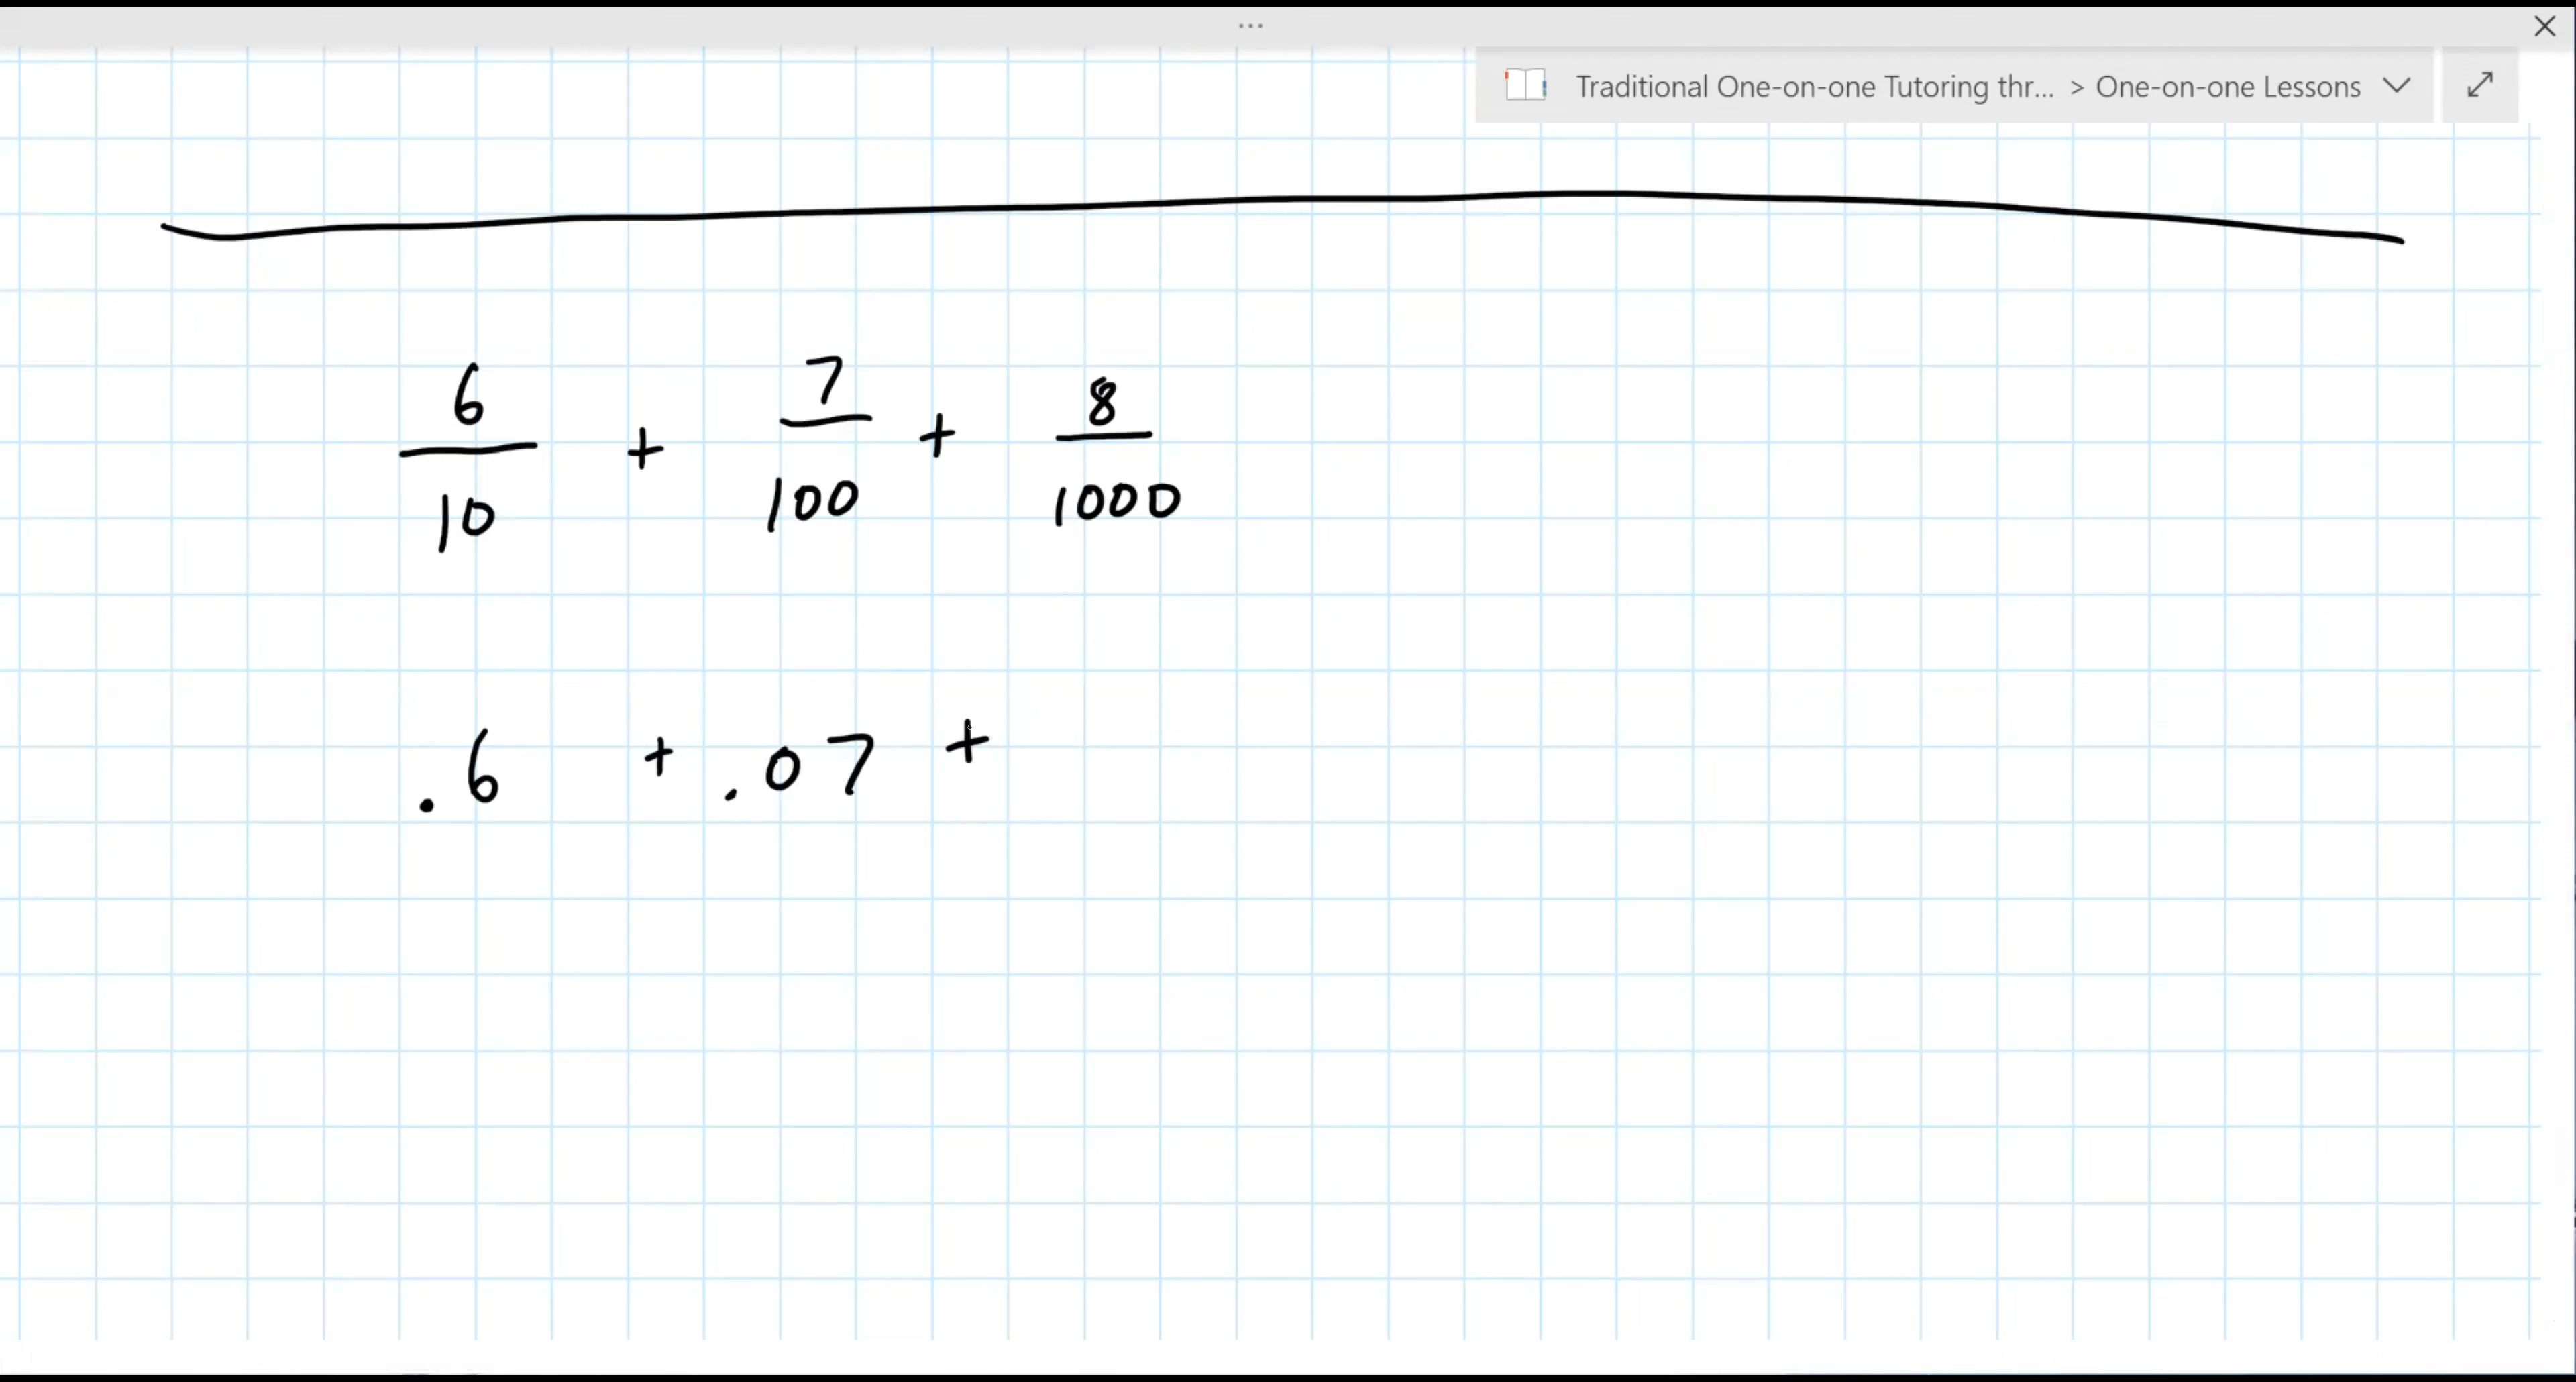 ...
Traditional One-on-one Tutoring thr... > One-on-one Lessons
6/10 + 7/100 + 8/1000
.6 + .07 +